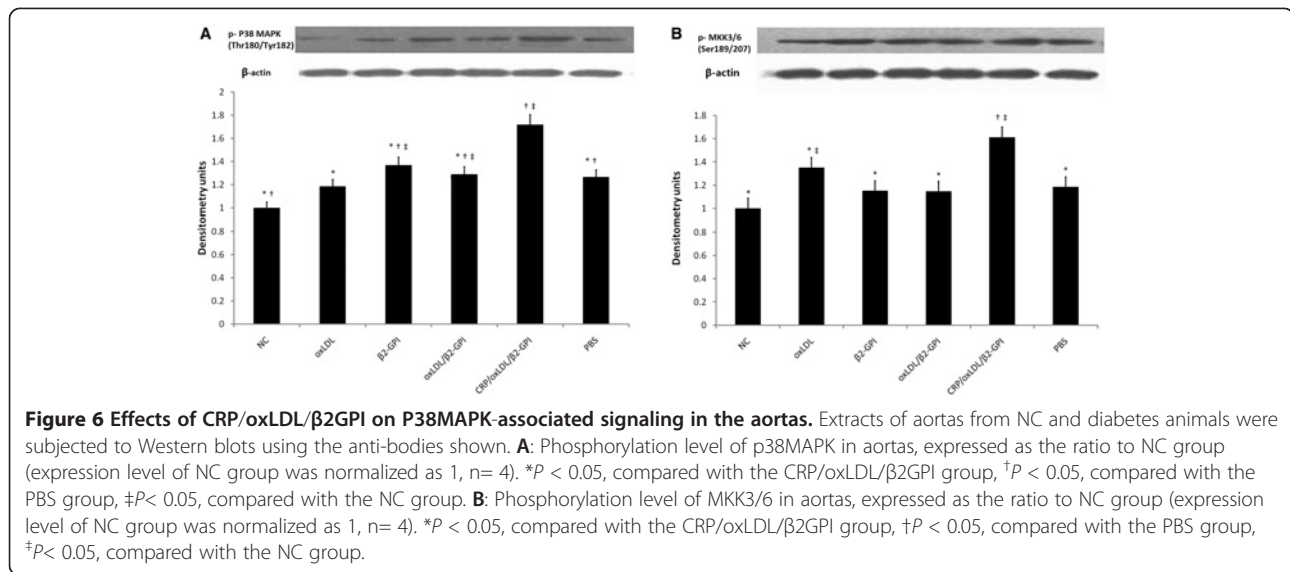 A
p- P38 MAPK
(Thr180/Tyr182)
β-actin
Densitometry units
2
1.8
1.6
1.4
1.2
1
0.8
0.6
0.4
0.2
0
* †
*
* † ‡
* † ‡
† ‡
* †
NC
oxLDL
β2-GPI
oxLDL/β2-GPI
CRP/oxLDL/β2-GPI
PBS
B
p- MKK3/6
(Ser189/207)
β-actin
Densitometry units
1.8
1.6
1.4
1.2
1
0.8
0.6
0.4
0.2
0
*
* ‡
*
*
† ‡
*
NC
oxLDL
β2-GPI
oxLDL/β2-GPI
CRP/oxLDL/β2-GPI
PBS
Figure 6 Effects of CRP/oxLDL/β2GPI on P38MAPK-associated signaling in the aortas. Extracts of aortas from NC and diabetes animals were
subjected to Western blots using the anti-bodies shown. A: Phosphorylation level of p38MAPK in aortas, expressed as the ratio to NC group
(expression level of NC group was normalized as 1, n= 4). *P < 0.05, compared with the CRP/oxLDL/β2GPI group, †P < 0.05, compared with the
PBS group, ‡P< 0.05, compared with the NC group. B: Phosphorylation level of MKK3/6 in aortas, expressed as the ratio to NC group (expression
level of NC group was normalized as 1, n= 4). *P < 0.05, compared with the CRP/oxLDL/β2GPI group, †P < 0.05, compared with the PBS group,
‡P< 0.05, compared with the NC group.